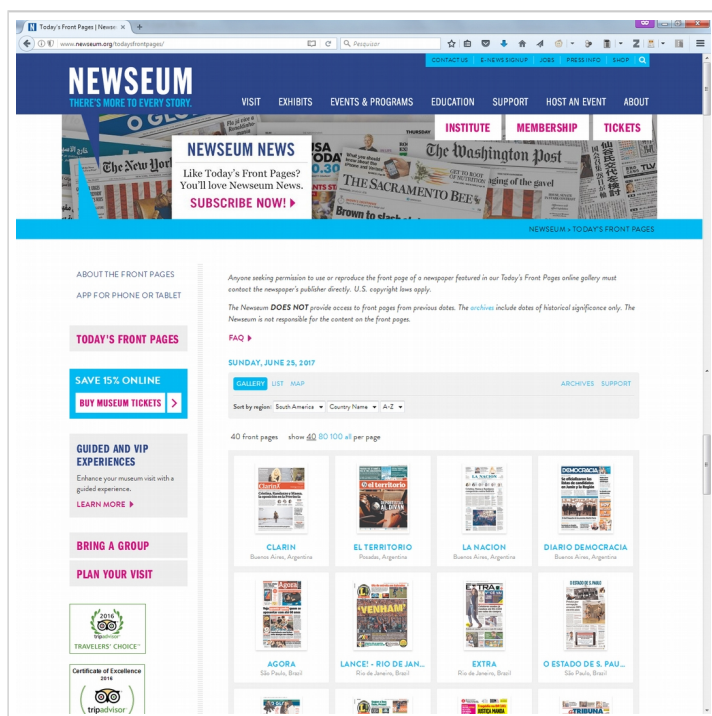 Today's Front Pages | Newse
www.newseum.org/todaysfrontpages/
Pesquisar
CONTACT US E-NEWS SIGNUP JOBS PRESS INFO SHOP
NEWSEUM
THERE'S MORE TO EVERY STORY.
VISIT EXHIBITS EVENTS & PROGRAMS EDUCATION SUPPORT HOST AN EVENT ABOUT
INSTITUTE MEMBERSHIP TICKETS
THURSDAY
The New York
The Washington Post
THE SACRAMENTO BEE
aging of the gavel
NEWSEUM NEWS
Like Today's Front Pages?
You'll love Newseum News.
SUBSCRIBE NOW!
NEWSEUM » TODAY'S FRONT PAGES
ABOUT THE FRONT PAGES
APP FOR PHONE OR TABLET
TODAY'S FRONT PAGES
SAVE 15% ONLINE
BUY MUSEUM TICKETS >
GUIDED AND VIP
EXPERIENCES
Enhance your museum visit with a
guided experience.
LEARN MORE
BRING A GROUP
PLAN YOUR VISIT
2016
tripadvisor
TRAVELERS' CHOICE
Certificate of Excellence
2016
tripadvisor
Anyone seeking permission to use or reproduce the front page of a newspaper featured in our Today's Front Pages online gallery must
contact the newspaper's publisher directly. U.S. copyright laws apply.
The Newseum DOES NOT provide access to front pages from previous dates. The archives include dates of historical significance only. The
Newseum is not responsible for the content on the front pages.
FAQ
SUNDAY, JUNE 25, 2017
GALLERY LIST MAP ARCHIVES SUPPORT
Sort by region: South America Country Name A-Z
40 front pages show 40 80 100 all per page
CLARIN
Buenos Aires, Argentina
EL TERRITORIO
Posadas, Argentina
LA NACION
Buenos Aires, Argentina
DIARIO DEMOCRACIA
Buenos Aires, Argentina
AGORA
São Paulo, Brazil
LANCE! - RIO DE JAN...
Rio de Janeiro, Brazil
EXTRA
Rio de Janeiro, Brazil
O ESTADO DE S. PAU...
São Paulo, Brazil